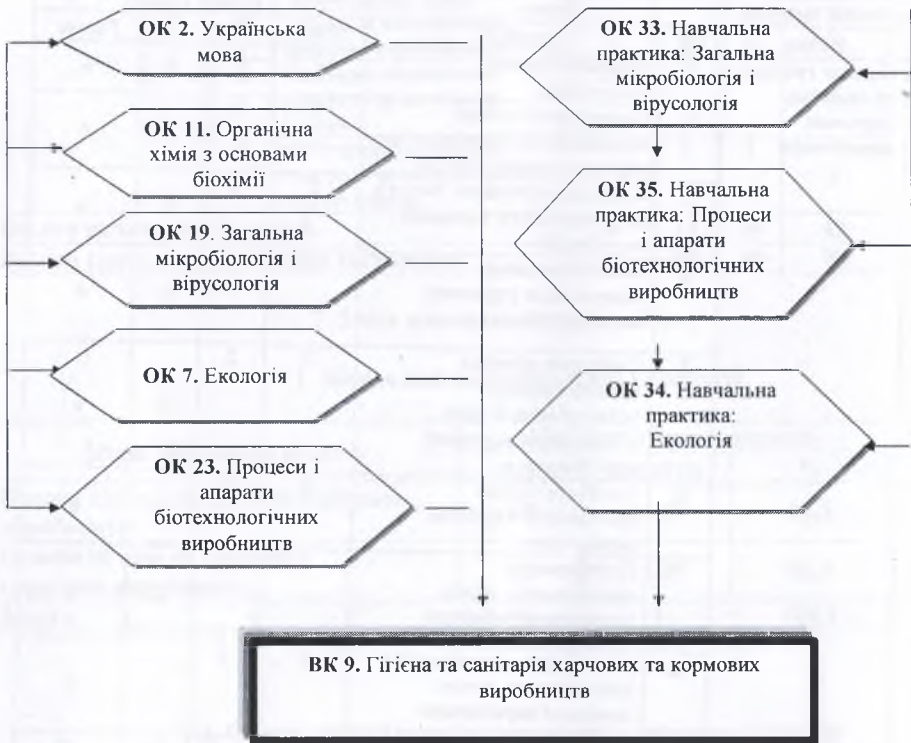 ОК 2. Українська
мова
ОК 11. Органічна
хімія з основами
біохімії
ОК 19. Загальна
мікробіологія і
вірусологія
ОК 7. Екологія
ОК 23. Процеси і
апарати
біотехнологічних
виробництв
ОК 33. Навчальна
практика: Загальна
мікробіологія і
вірусологія
ОК 35. Навчальна
практика: Процеси
і апарати
біотехнологічних
виробництв
ОК 34. Навчальна
практика:
Екологія
ВК 9. Гігієна та санітарія харчових та кормових
виробництв